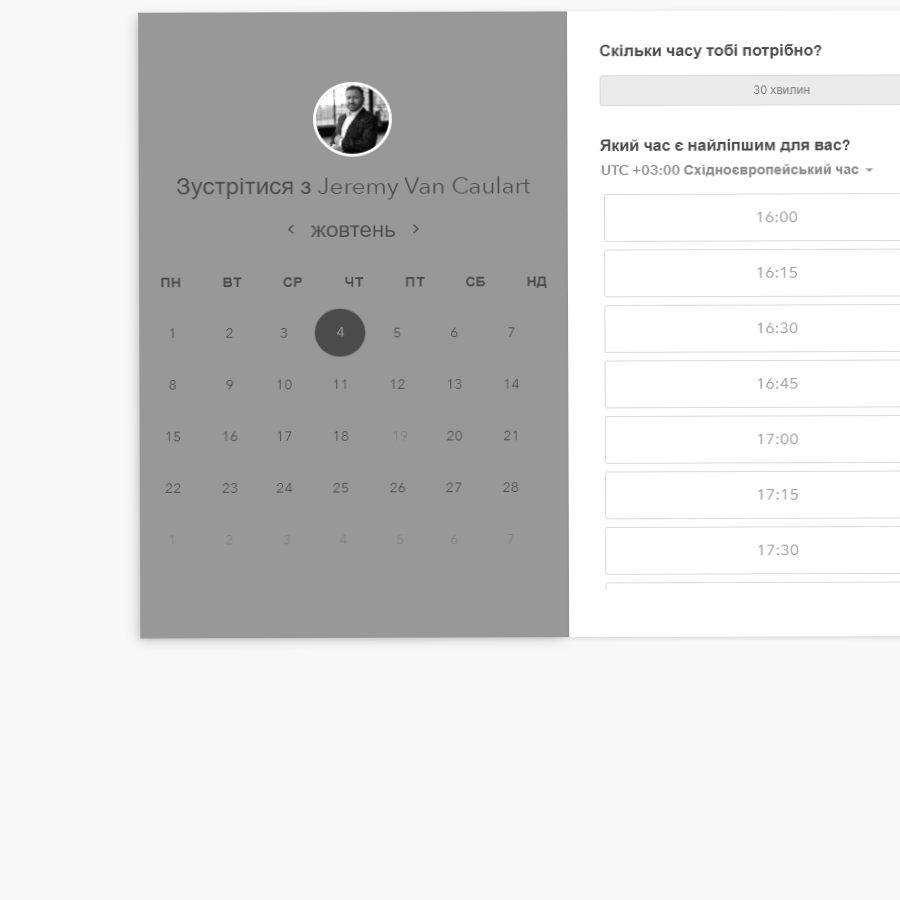 Зустрітися з Jeremy Van Caulart
жовтень
ПН ВТ СР ЧТ ПТ СБ НД
1 2 3 4 5 6 7
8 9 10 11 12 13 14
15 16 17 18 19 20 21
22 23 24 25 26 27 28
1 2 3 4 5 6 7
Скільки часу тобі потрібно?
30 хвилин
Який час є найліпшим для вас?
UTC +03:00 Східноєвропейський час
16:00
16:15
16:30
16:45
17:00
17:15
17:30